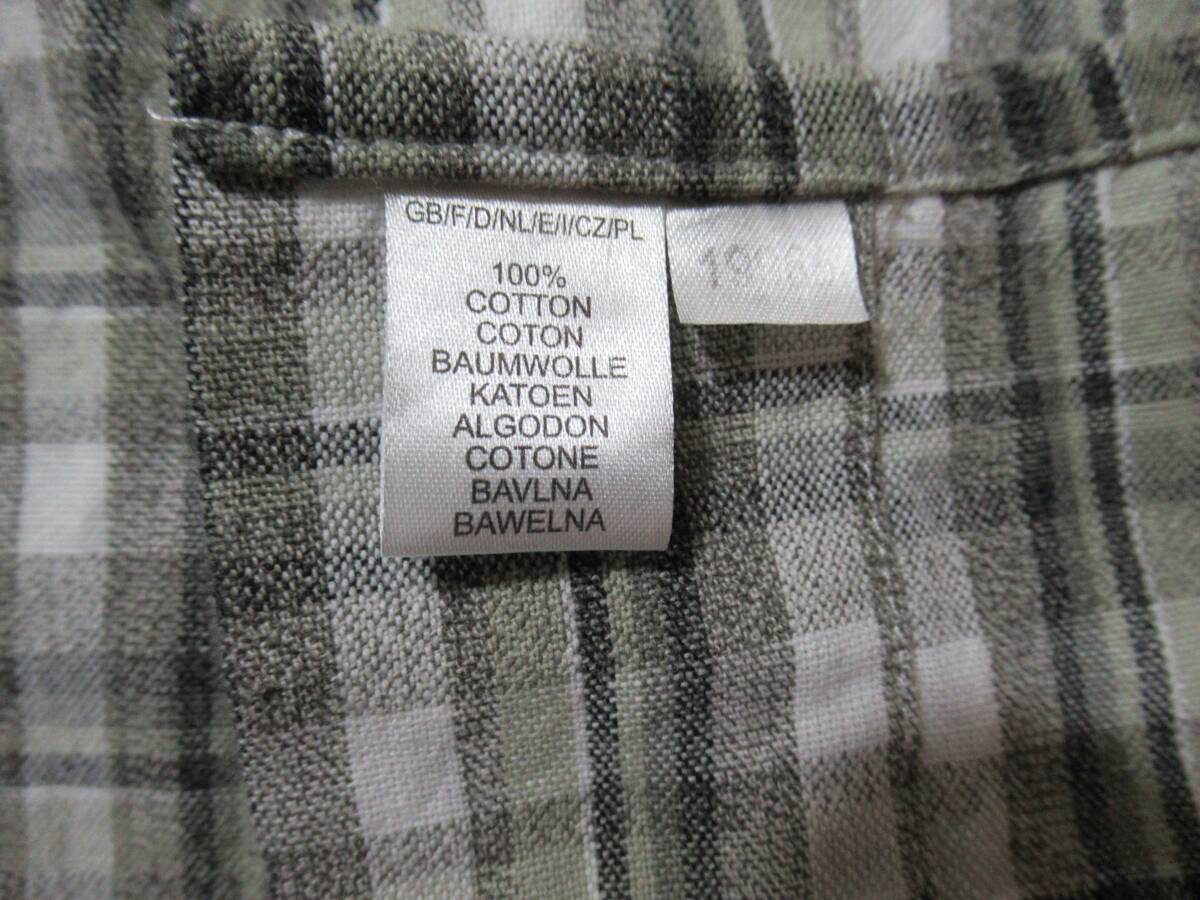 GB/F/D/NL/E/I/CZ/PL
100%
COTTON
COTON
BAUMWOLLE
KATOEN
ALGODON
COTONE
BAVLNA
BAWELNA